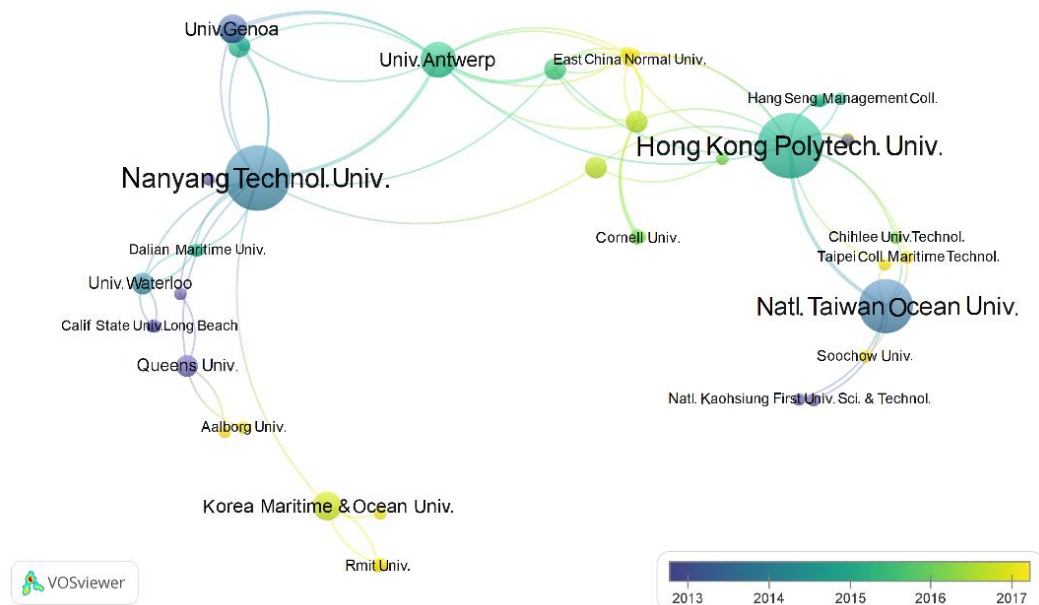 Univ.Genoa
Univ.Antwerp
East China Normal Univ.
Hang Seng Management Coll.
Hong Kong Polytech. Univ.
Nanyang Technol.Univ.
Cornell Univ.
Chihlee Univ.Technol.
Dalian Maritime Univ.
Taipei Coll.Maritime Technol.
Univ.Waterloo
Natl. Taiwan Ocean Univ.
Calif State Univ.Long Beach
Soochow Univ.
Queens Univ.
Natl. Kaohsiung First Univ. Sci. & Technol.
Aalborg Univ.
Korea Maritime & Ocean Univ.
Rmit Univ.
VOSviewer
2013 2014 2015 2016 2017